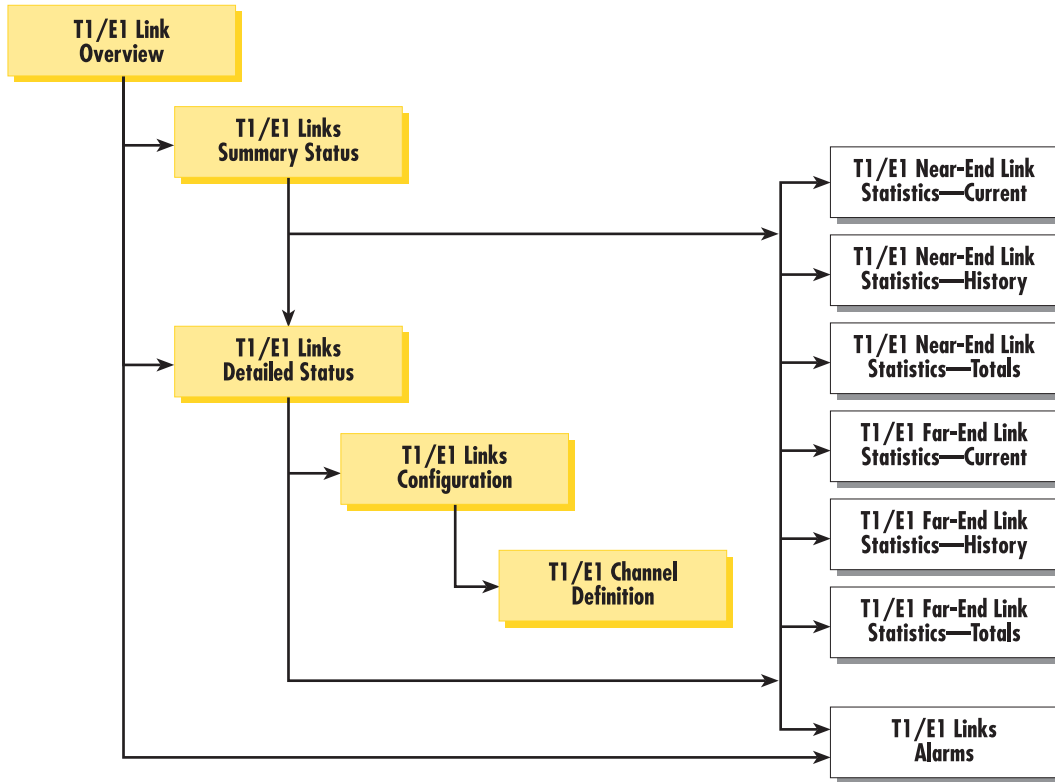 T1/E1 Link
Overview
T1/E1 Links
Summary Status
T1/E1 Links
Detailed Status
T1/E1 Links
Configuration
T1/E1 Channel
Definition
T1/E1 Near-End Link
Statistics—Current
T1/E1 Near-End Link
Statistics—History
T1/E1 Near-End Link
Statistics—Totals
T1/E1 Far-End Link
Statistics—Current
T1/E1 Far-End Link
Statistics—History
T1/E1 Far-End Link
Statistics—Totals
T1/E1 Links
Alarms